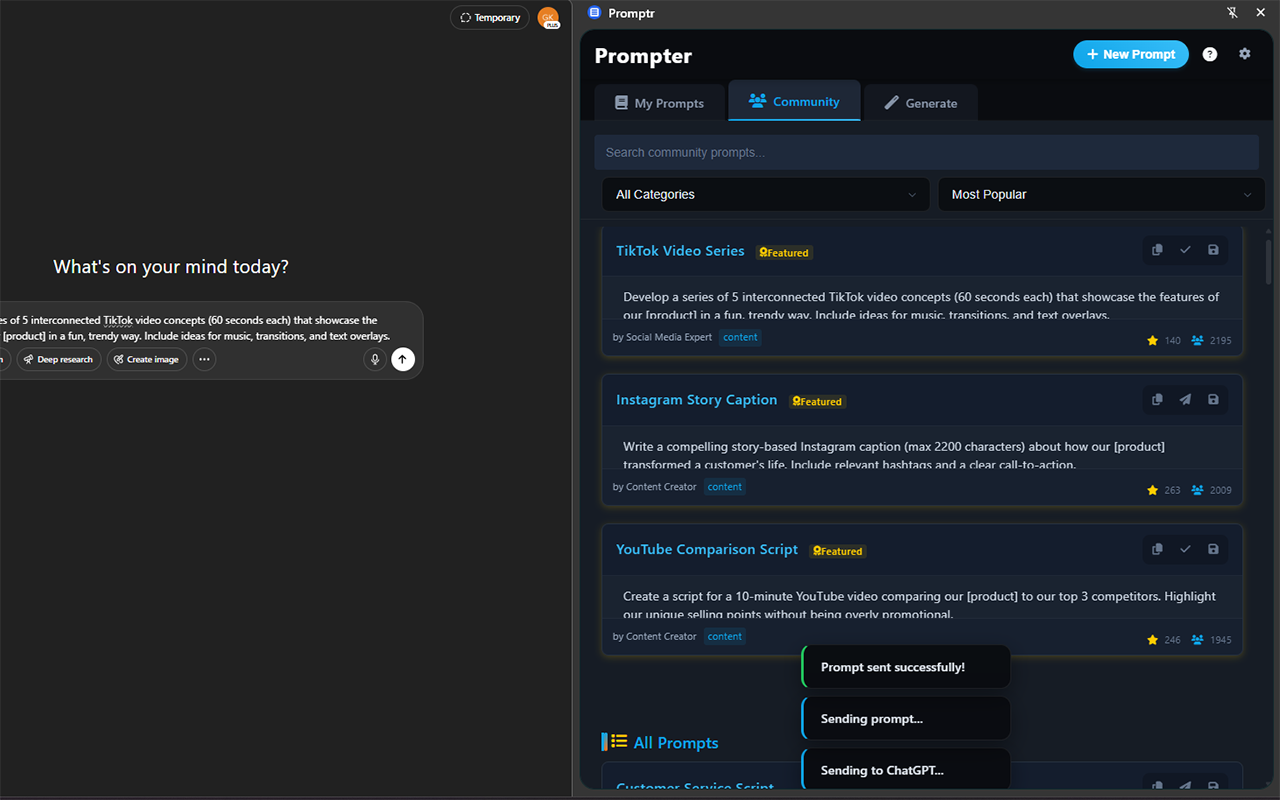 Temporary
GK
PLUS
What's on your mind today?
es of 5 interconnected TikTok video concepts (60 seconds each) that showcase the
[product] in a fun, trendy way. Include ideas for music, transitions, and text overlays.
Deep research
Create image
Promptr
Prompter
+ New Prompt
?
My Prompts
Community
Generate
Search community prompts...
All Categories
Most Popular
TikTok Video Series
Featured
Develop a series of 5 interconnected TikTok video concepts (60 seconds each) that showcase the features of
our [product] in a fun, trendy way. Include ideas for music, transitions, and text overlays.
by Social Media Expert
content
140
2195
Instagram Story Caption
Featured
Write a compelling story-based Instagram caption (max 2200 characters) about how our [product]
transformed a customer's life. Include relevant hashtags and a clear call-to-action.
by Content Creator
content
263
2009
YouTube Comparison Script
Featured
Create a script for a 10-minute YouTube video comparing our [product] to our top 3 competitors. Highlight
our unique selling points without being overly promotional.
by Content Creator
content
246
1945
Prompt sent successfully!
Sending prompt...
All Prompts
Sending to ChatGPT...
Customer Service Script